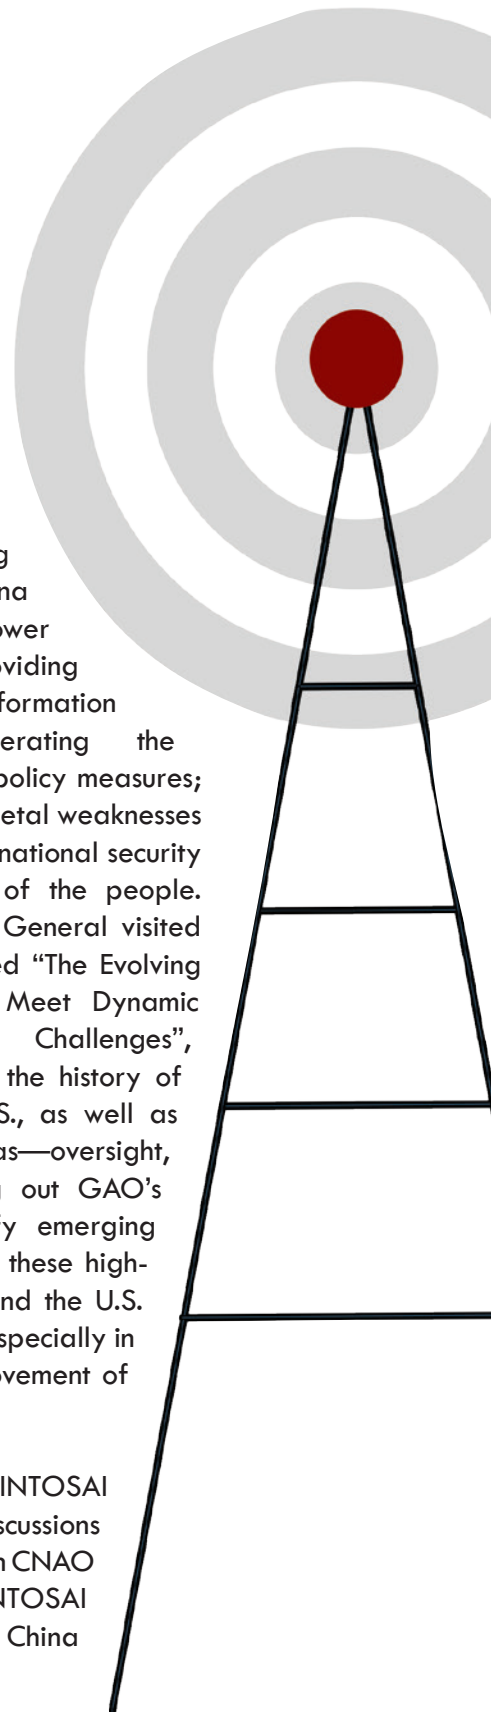 g
na
ower
oviding
formation
erating the
policy measures;
etal weaknesses
national security
of the people.
General visited
ed “The Evolving
Meet Dynamic
Challenges”,
the history of
S., as well as
as—oversight,
g out GAO’s
fy emerging
these high-
nd the U.S.
specially in
ovement of
INTOSAI
scussions
n CNAO
NTOSAI
China